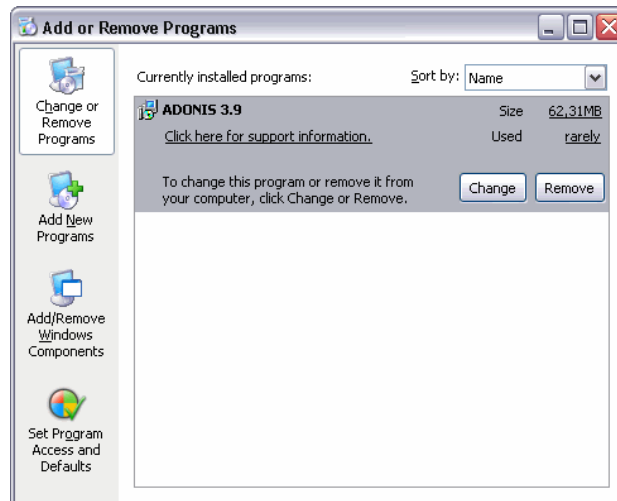 Add or Remove Programs
Change or
Remove
Programs
Add New
Programs
Add/Remove
Windows
Components
Set Program
Access and
Defaults
Currently installed programs:
Sort by: Name
ADONIS 3.9
Size 62,31MB
Click here for support information.
Used rarely
To change this program or remove it from
your computer, click Change or Remove.
Change Remove